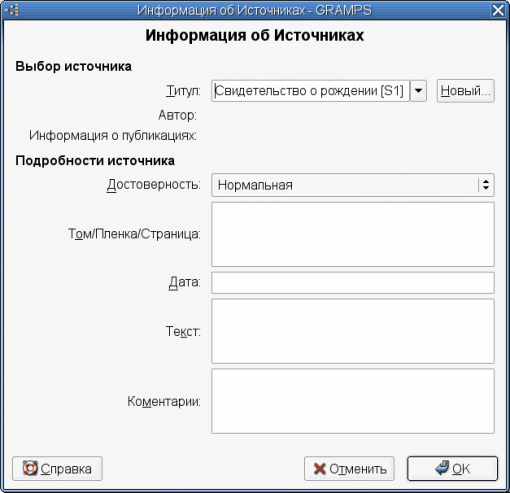 Информация об Источниках - GRAMPS
Информация об Источниках
Выбор источника
Титул: Свидетельство о рождении [S1] Новый...
Автор:
Информация о публикациях:
Подробности источника
Достоверность: Нормальная
Том/Пленка/Страница:
Дата:
Текст:
Коментарии:
Справка Отменить OK